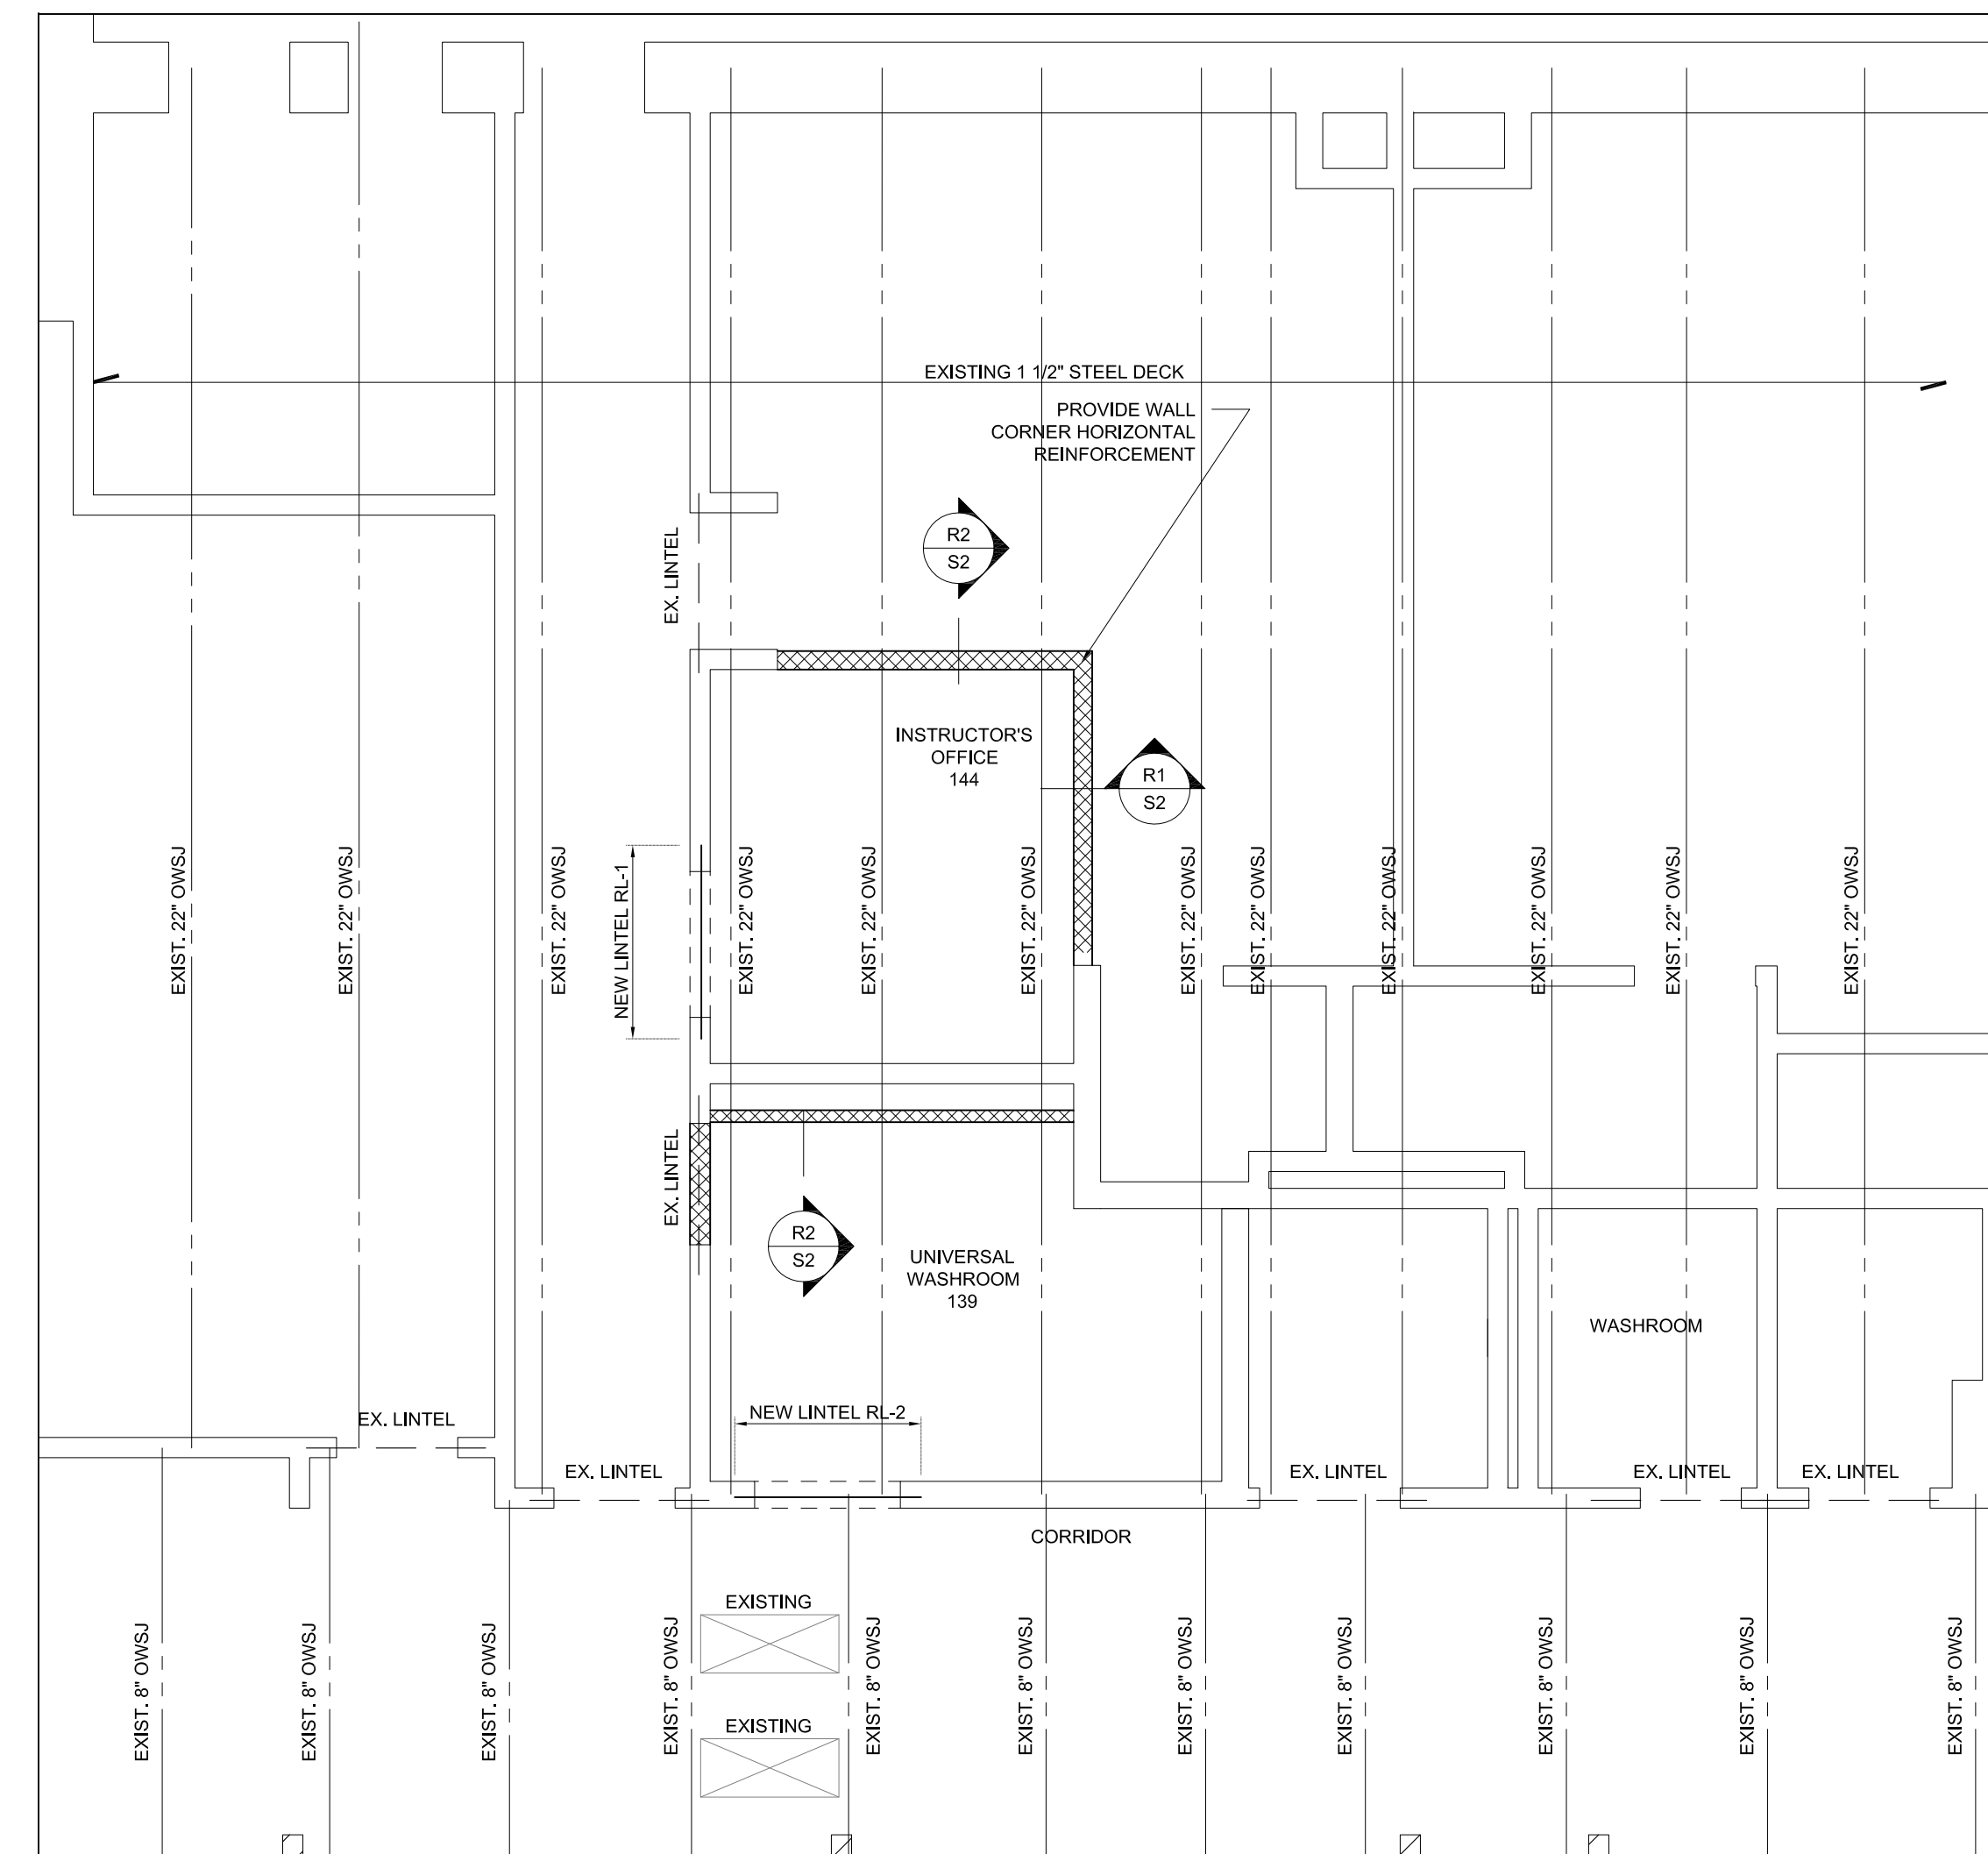 EXISTING 1 1/2" STEEL DECK
PROVIDE WALL
CORNER HORIZONTAL
REINFORCEMENT
R2
S2
EX. LINTEL
INSTRUCTOR'S
OFFICE
144
R1
S2
NEW LINTEL RL-1
EXIST. 22" OWSJ
EXIST. 22" OWSJ
EXIST. 22" OWSJ
EXIST. 22" OWSJ
EXIST. 22" OWSJ
EXIST. 22" OWSJ
EXIST. 22" OWSJ
EXIST. 22" OWSJ
EXIST. 22" OWSJ
EXIST. 22" OWSJ
EXIST. 22" OWSJ
EXIST. 22" OWSJ
EX. LINTEL
R2
S2
UNIVERSAL
WASHROOM
139
WASHROOM
NEW LINTEL RL-2
EX. LINTEL
EX. LINTEL
EX. LINTEL
EX. LINTEL
EX. LINTEL
CORRIDOR
EXISTING
EXISTING
EXIST. 8" OWSJ
EXIST. 8" OWSJ
EXIST. 8" OWSJ
EXIST. 8" OWSJ
EXIST. 8" OWSJ
EXIST. 8" OWSJ
EXIST. 8" OWSJ
EXIST. 8" OWSJ
EXIST. 8" OWSJ
EXIST. 8" OWSJ
EXIST. 8" OWSJ